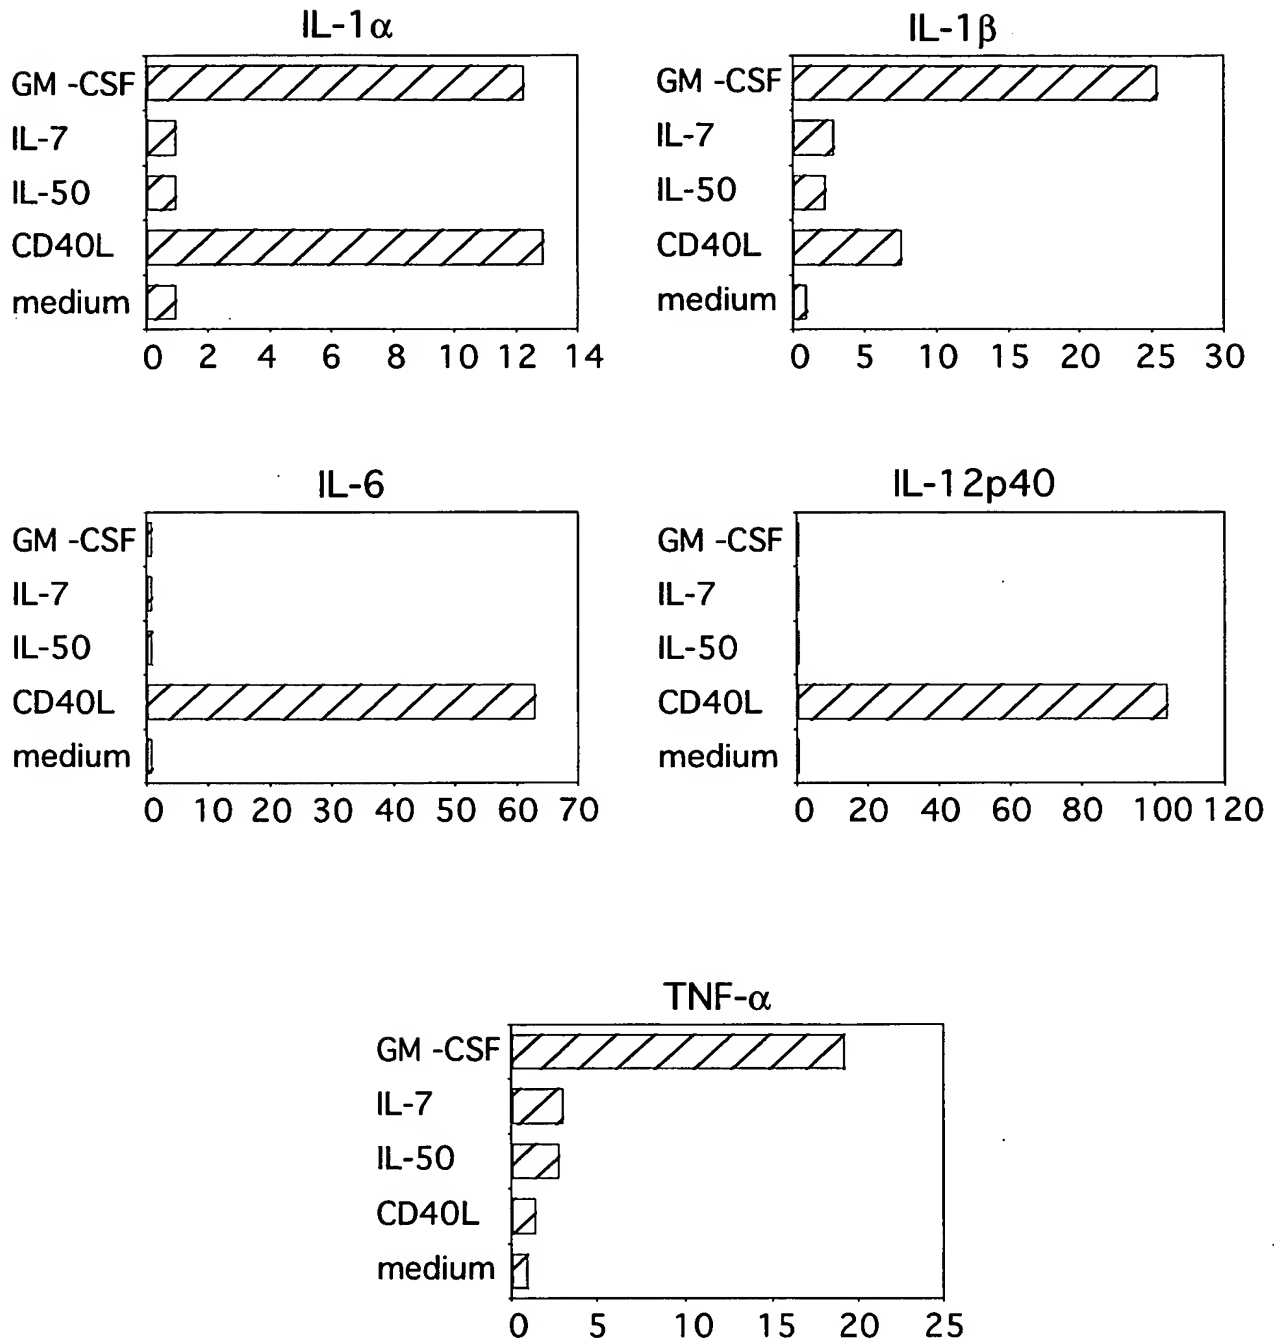 IL-1α
GM -CSF
IL-7
IL-50
CD40L
medium
0 2 4 6 8 10 12 14
IL-1β
GM -CSF
IL-7
IL-50
CD40L
medium
0 5 10 15 20 25 30
IL-6
GM -CSF
IL-7
IL-50
CD40L
medium
0 10 20 30 40 50 60 70
IL-12p40
GM -CSF
IL-7
IL-50
CD40L
medium
0 20 40 60 80 100 120
TNF-α
GM -CSF
IL-7
IL-50
CD40L
medium
0 5 10 15 20 25